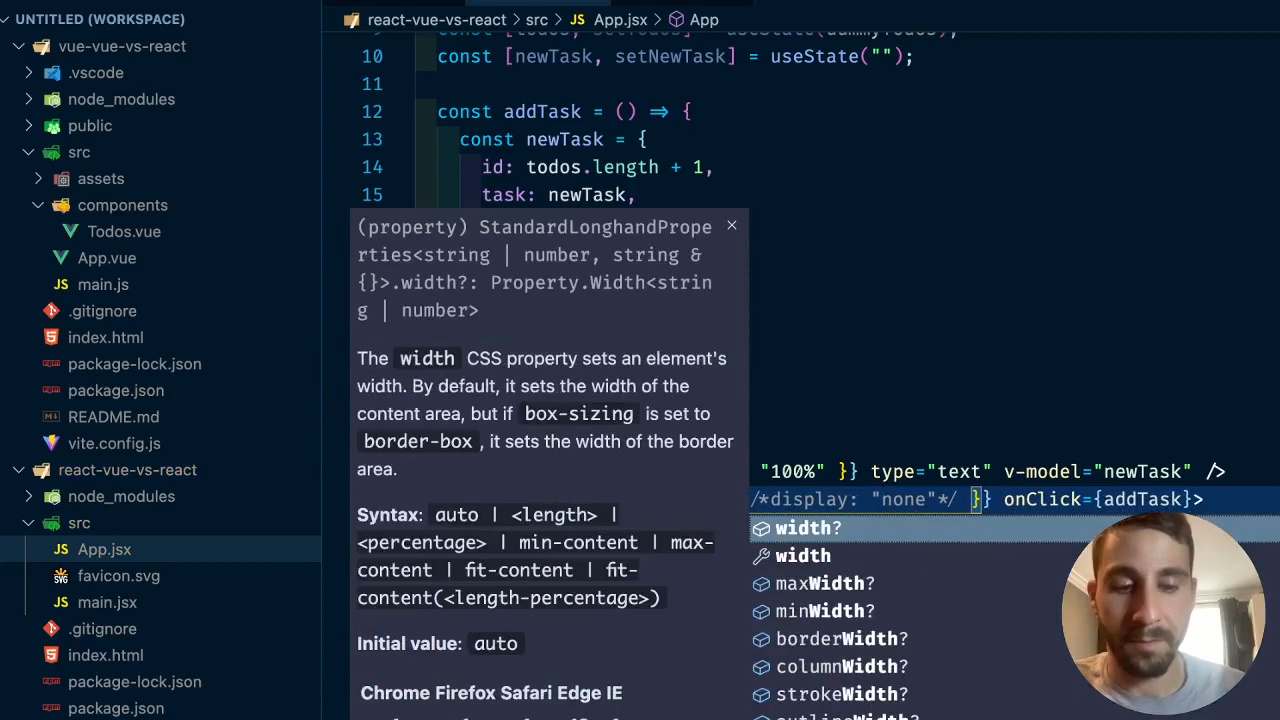 UNTITLED (WORKSPACE)
vue-vue-vs-react
.vscode
node_modules
public
src
assets
components
Todos.vue
App.vue
main.js
.gitignore
index.html
package-lock.json
package.json
README.md
vite.config.js
react-vue-vs-react
node_modules
src
App.jsx
favicon.svg
main.jsx
.gitignore
index.html
package-lock.json
package.json
react-vue-vs-react › src › JS App.jsx › App
10 const [newTask, setNewTask] = useState("");
11
12 const addTask = () ⇒ {
13 const newTask = {
14 id: todos.length + 1,
15 task: newTask,
(property) StandardLonghandPrope
rties<string | number, string &
{}>.width?: Property.Width<strin
g | number>
The width CSS property sets an element's
width. By default, it sets the width of the
content area, but if box-sizing is set to
border-box, it sets the width of the border
area.
Syntax: auto | <length> |
<percentage> | min-content | max-
content | fit-content | fit-
content(<length-percentage>)
Initial value: auto
Chrome Firefox Safari Edge IE
"100%" }} type="text" v-model="newTask" />
/*display: "none"*/ }} onClick={addTask}>
width?
width
maxWidth?
minWidth?
borderWidth?
columnWidth?
strokeWidth?